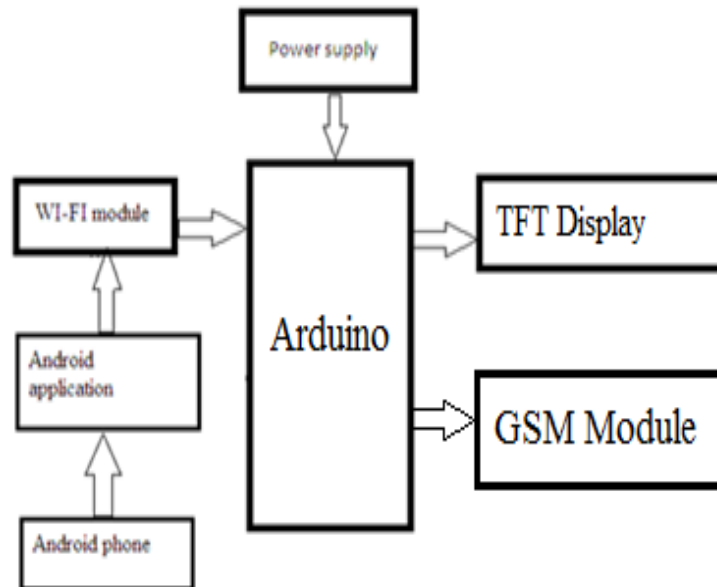 Power supply
WI-FI module
TFT Display
Arduino
Android
application
GSM Module
Android phone